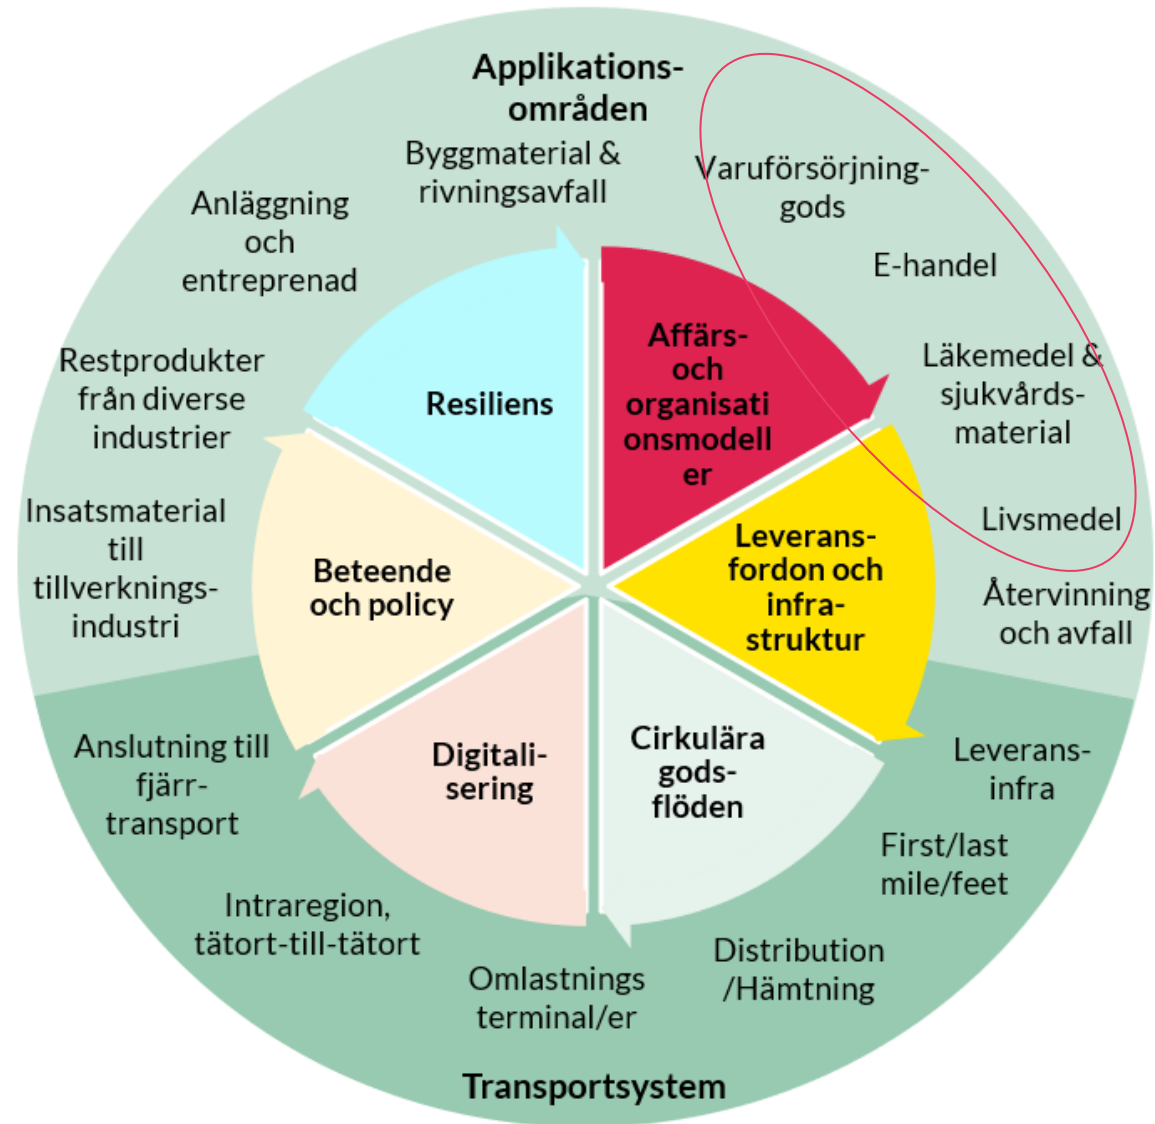 Applikations-
områden
Byggmaterial &
rivningsavfall
Varuförsörjning-
gods
E-handel
Läkemedel &
sjukvårds-
material
Livsmedel
Återvinning
och avfall
Anläggning
och
entreprenad
Restprodukter
från diverse
industrier
Insatsmaterial
till
tillverknings-
industri
Resiliens
Affärs-
och
organisati
onsmodell
er
Leverans-
fordon och
infra-
struktur
Beteende
och policy
Digitali-
sering
Cirkulära
gods-
flöden
Anslutning till
fjärr-
transport
Intraregion,
tätort-till-tätort
Omlastnings
terminal/er
Distribution
/Hämtning
First/last
mile/feet
Leverans-
infra
Transportsystem